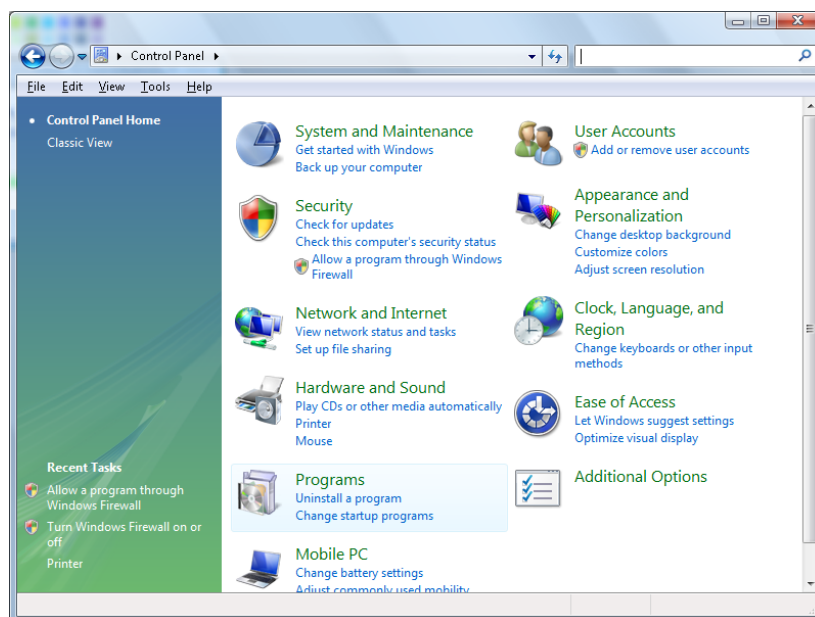 Control Panel
File Edit View Tools Help
Control Panel Home
Classic View
Recent Tasks
Allow a program through
Windows Firewall
Turn Windows Firewall on or
off
Printer
System and Maintenance
Get started with Windows
Back up your computer
Security
Check for updates
Check this computer's security status
Allow a program through Windows
Firewall
Network and Internet
View network status and tasks
Set up file sharing
Hardware and Sound
Play CDs or other media automatically
Printer
Mouse
Programs
Uninstall a program
Change startup programs
Mobile PC
Change battery settings
Adjust commonly used mobility
User Accounts
Add or remove user accounts
Appearance and
Personalization
Change desktop background
Customize colors
Adjust screen resolution
Clock, Language, and
Region
Change keyboards or other input
methods
Ease of Access
Let Windows suggest settings
Optimize visual display
Additional Options